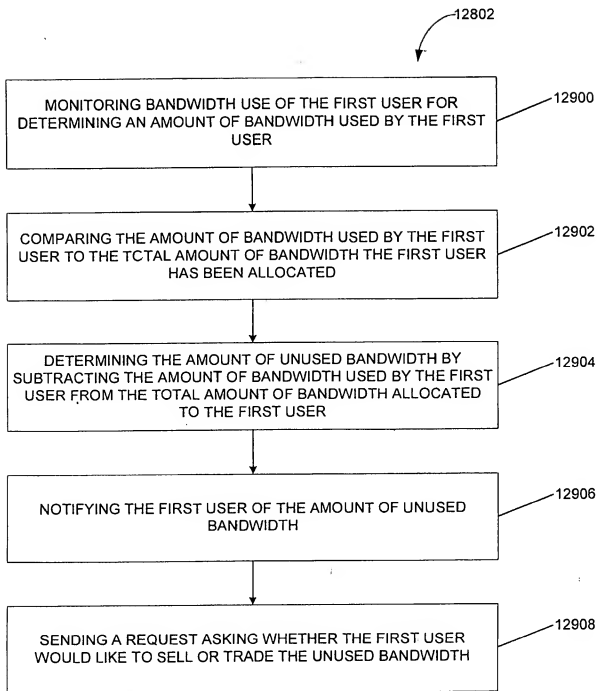 12802
MONITORING BANDWIDTH USE OF THE FIRST USER FOR
DETERMINING AN AMOUNT OF BANDWIDTH USED BY THE FIRST
USER
12900
COMPARING THE AMOUNT OF BANDWIDTH USED BY THE FIRST
USER TO THE TCTAL AMOUNT OF BANDWIDTH THE FIRST USER
HAS BEEN ALLOCATED
12902
DETERMINING THE AMOUNT OF UNUSED BANDWIDTH BY
SUBTRACTING THE AMOUNT OF BANDWIDTH USED BY THE FIRST
USER FROM THE TOTAL AMOUNT OF BANDWIDTH ALLOCATED
TO THE FIRST USER
12904
NOTIFYING THE FIRST USER OF THE AMOUNT OF UNUSED
BANDWIDTH
12906
SENDING A REQUEST ASKING WHETHER THE FIRST USER
WOULD LIKE TO SELL OR TRADE THE UNUSED BANDWIDTH
12908